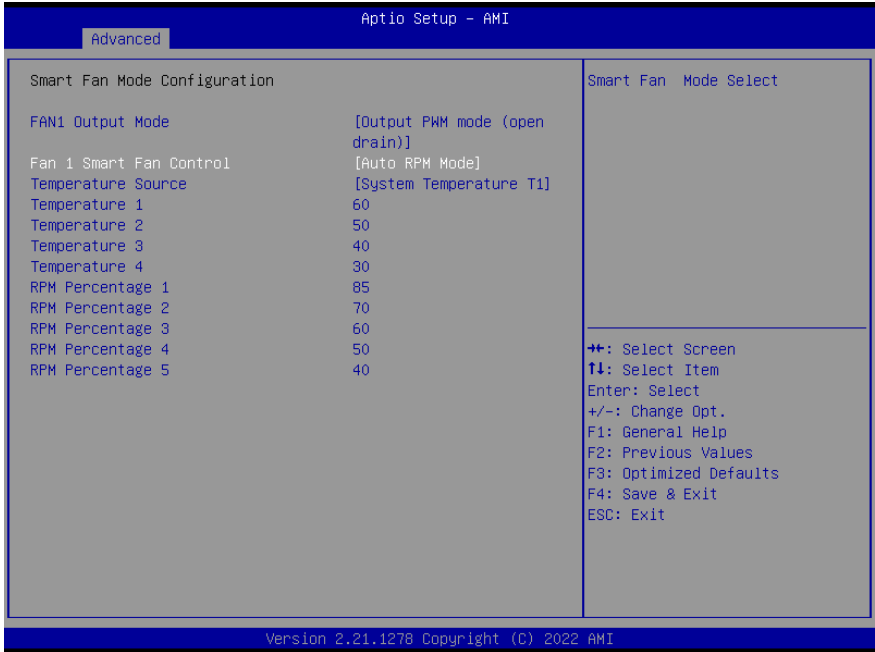 Aptio Setup – AMI
Advanced
Smart Fan Mode Configuration
FAN1 Output Mode [Output PWM mode (open
drain)]
Fan 1 Smart Fan Control [Auto RPM Mode]
Temperature Source [System Temperature T1]
Temperature 1 60
Temperature 2 50
Temperature 3 40
Temperature 4 30
RPM Percentage 1 85
RPM Percentage 2 70
RPM Percentage 3 60
RPM Percentage 4 50
RPM Percentage 5 40
Smart Fan Mode Select
→←: Select Screen
↑↓: Select Item
Enter: Select
+/-: Change Opt.
F1: General Help
F2: Previous Values
F3: Optimized Defaults
F4: Save & Exit
ESC: Exit
Version 2.21.1278 Copyright (C) 2022 AMI